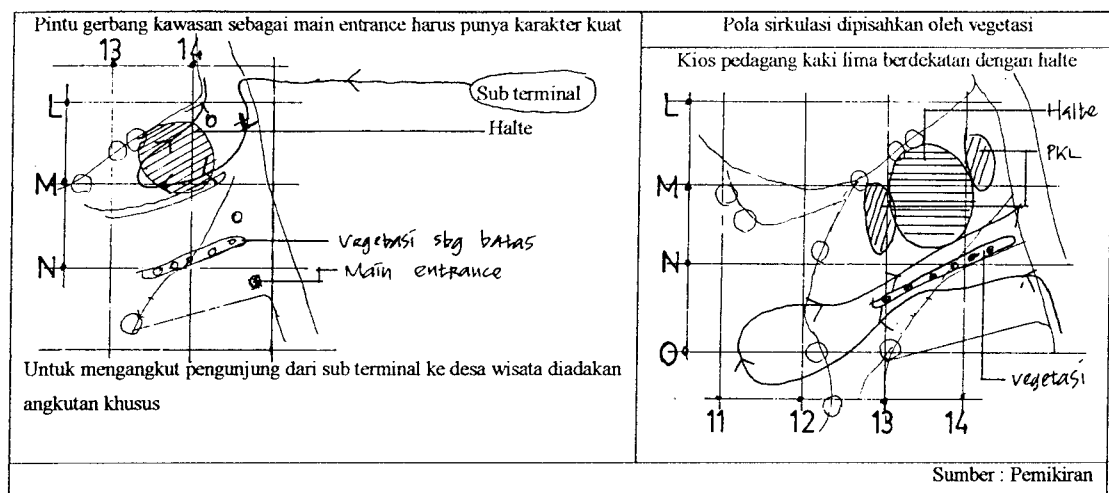 Pintu gerbang kawasan sebagai main entrance harus punya karakter kuat
13 14
L
Sub terminal
Halte
M
Vegetasi sbg batas
N
Main entrance
Untuk mengangkut pengunjung dari sub terminal ke desa wisata diadakan
angkutan khusus
Pola sirkulasi dipisahkan oleh vegetasi
Kios pedagang kaki lima berdekatan dengan halte
L
Halte
PKL
M
N
O
vegetasi
11 12 13 14
Sumber : Pemikiran